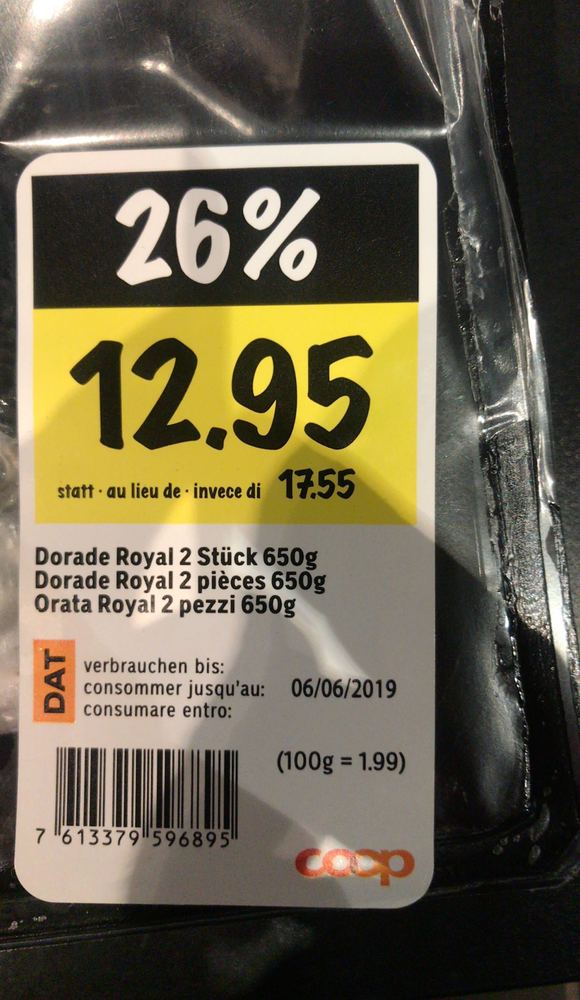 26%
12.95
statt · au lieu de · invece di 17.55
Dorade Royal 2 Stück 650g
Dorade Royal 2 pièces 650g
Orata Royal 2 pezzi 650g
DAT
verbrauchen bis:
consommer jusqu'au: 06/06/2019
consumare entro:
(100g = 1.99)
7 613379 596895
coop